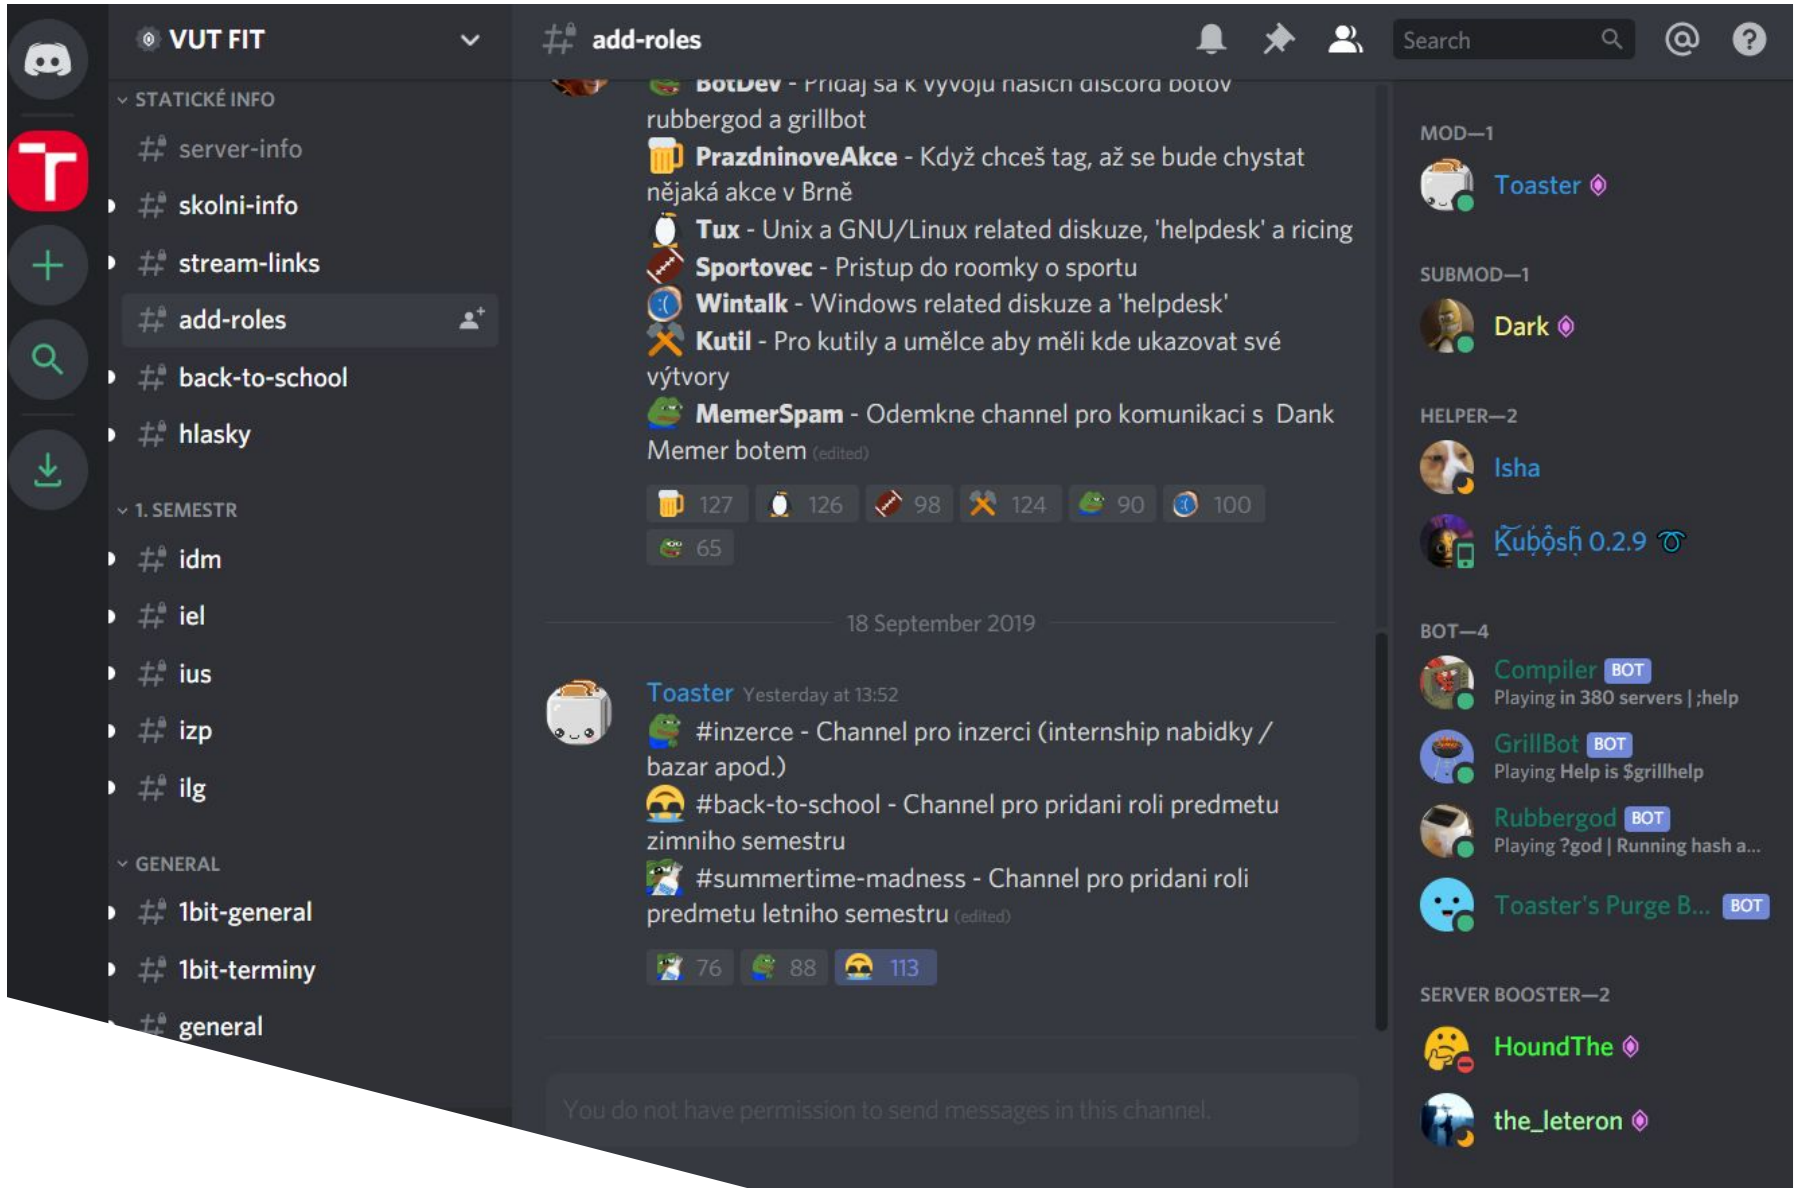 VUT FIT
STATICKÉ INFO
server-info
skolni-info
stream-links
add-roles
back-to-school
hlasky
1. SEMESTR
idm
iel
ius
izp
ilg
GENERAL
1bit-general
1bit-terminy
general
add-roles
Search
BotDev - Pridaj sa k vývoju našich discord botov
rubbergod a grillbot
PrazdninoveAkce - Když chceš tag, až se bude chystat
nějaká akce v Brně
Tux - Unix a GNU/Linux related diskuze, 'helpdesk' a ricing
Sportovec - Pristup do roomky o sportu
Wintalk - Windows related diskuze a 'helpdesk'
Kutil - Pro kutily a umělce aby měli kde ukazovat své
výtvory
MemerSpam - Odemkne channel pro komunikaci s Dank
Memer botem (edited)
127 126 98 124 90 100
65
18 September 2019
Toaster Yesterday at 13:52
#inzerce - Channel pro inzerci (internship nabidky /
bazar apod.)
#back-to-school - Channel pro pridani roli predmetu
zimniho semestru
#summertime-madness - Channel pro pridani roli
predmetu letniho semestru (edited)
76 88 113
You do not have permission to send messages in this channel.
MOD—1
Toaster
SUBMOD—1
Dark
HELPER—2
Isha
0.2.9
BOT—4
Compiler BOT
Playing in 380 servers | ;help
GrillBot BOT
Playing Help is $grillhelp
Rubbergod BOT
Playing ?god | Running hash a...
Toaster's Purge B... BOT
SERVER BOOSTER—2
HoundThe
the_leteron